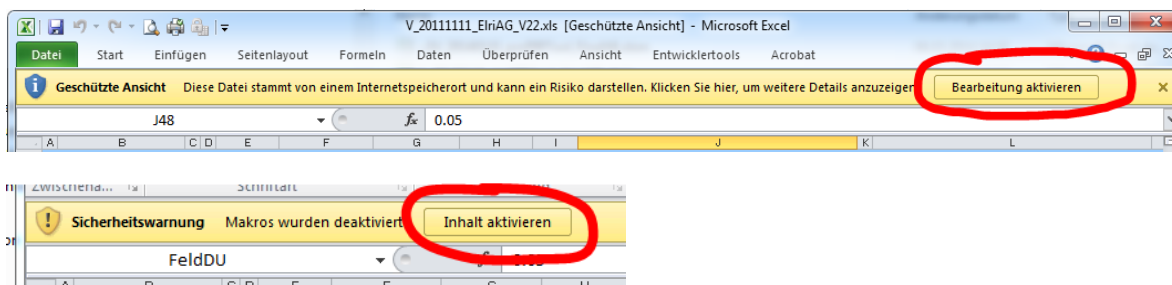 V_20111111_ElriAG_V22.xls [Geschützte Ansicht] - Microsoft Excel
Datei Start Einfügen Seitenlayout Formeln Daten Überprüfen Ansicht Entwicklertools Acrobat
Geschützte Ansicht Diese Datei stammt von einem Internetspeicherort und kann ein Risiko darstellen. Klicken Sie hier, um weitere Details anzuzeigen Bearbeitung aktivieren
J48 fx 0.05
A B C D E F G H I J K L
Zwischena... Schriftart
Sicherheitswarnung Makros wurden deaktiviert Inhalt aktivieren
FeldDU